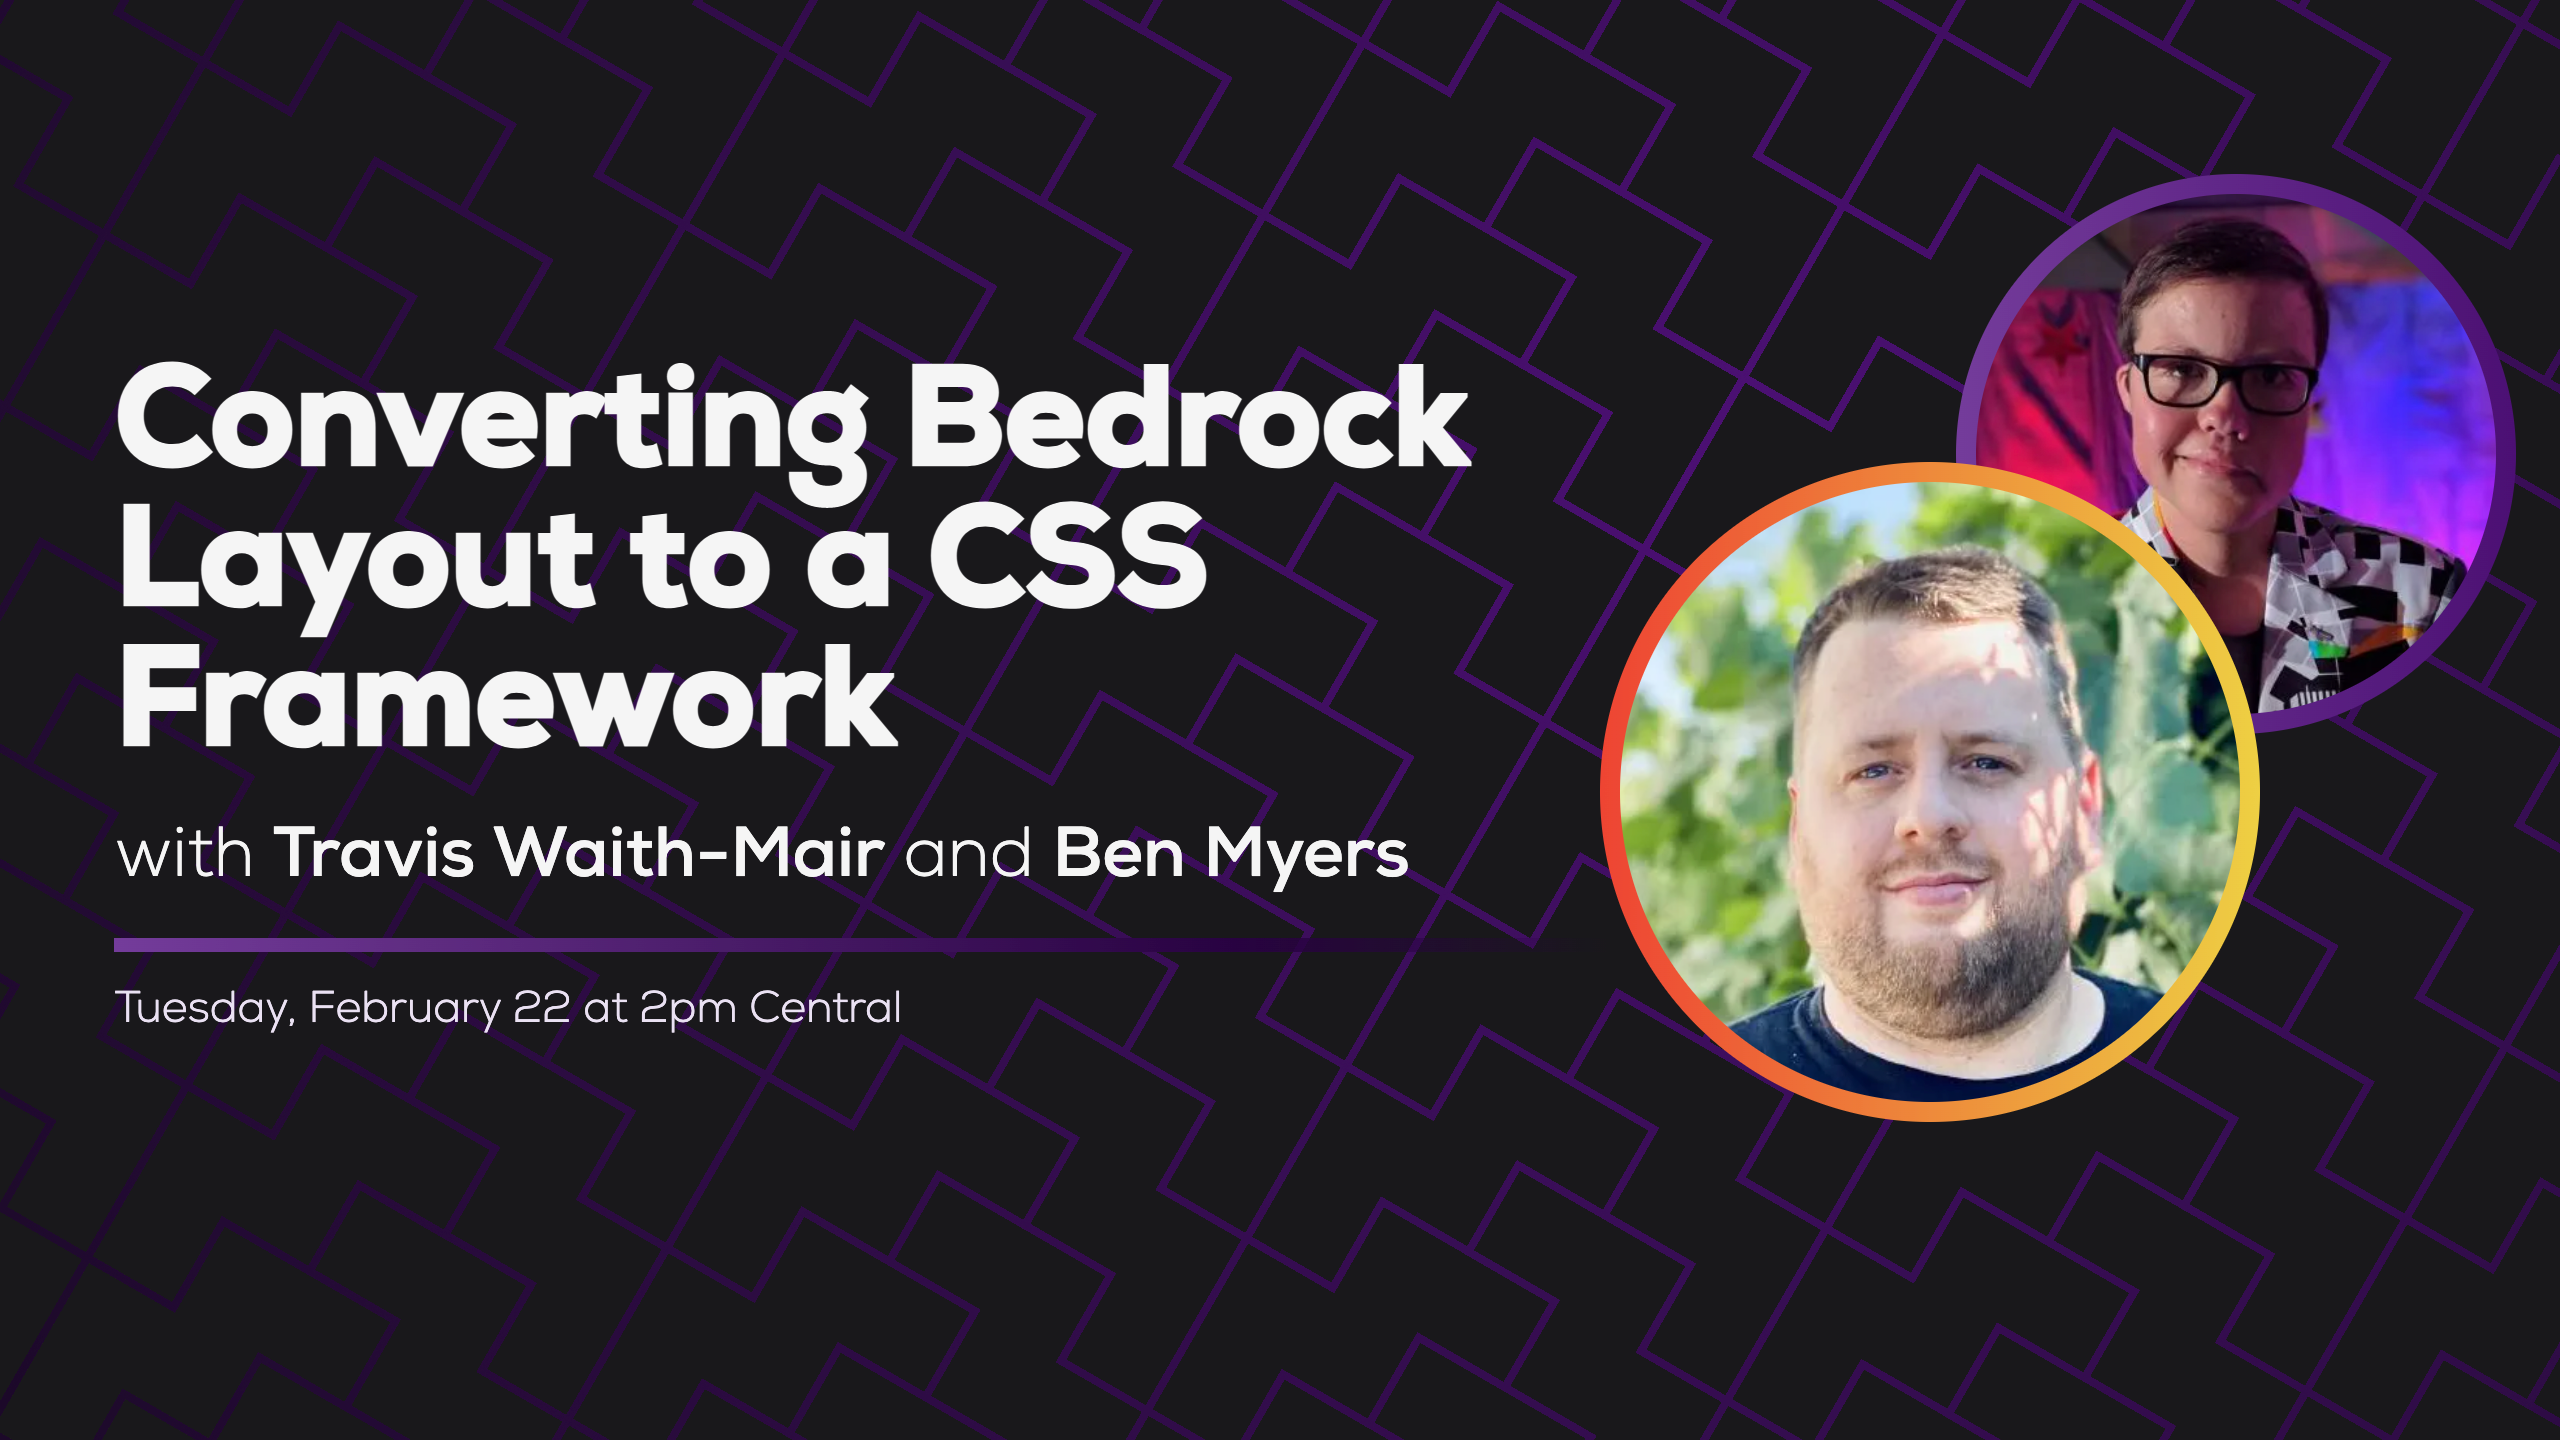 Converting Bedrock
Layout to a CSS
Framework
with Travis Waith-Mair and Ben Myers
Tuesday, February 22 at 2pm Central